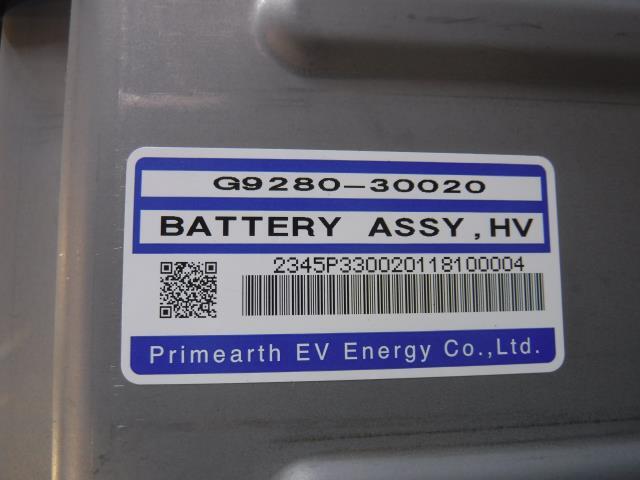 G9280-30020
BATTERY ASSY,HV
2345P330020118100004
Primearth EV Energy Co.,Ltd.